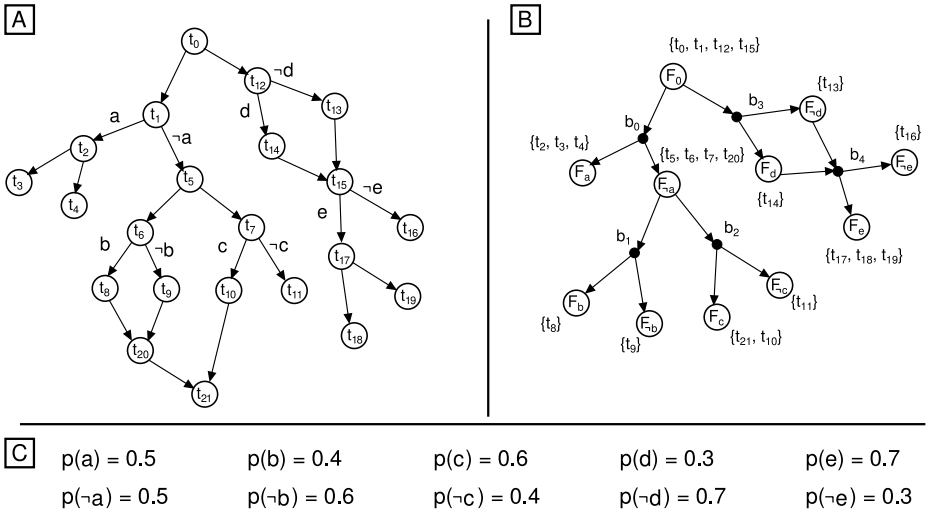 A
t0
t12
¬d
d
t13
a
t1
¬a
t2
t14
t3
t4
t5
t15
¬e
e
t16
t6
t7
b
¬b
c
¬c
t17
t8
t9
t10
t11
t19
t18
t20
t21
B
{t0, t1, t12, t15}
F0
b3
{t13}
F¬d
b0
{t2, t3, t4}
{t5, t6, t7, t20}
{t16}
b4
F¬e
Fa
Fd
F¬a
{t14}
Fe
b1
b2
{t17, t18, t19}
F¬c
Fb
{t11}
Fc
F¬b
{t8}
{t9}
{t21, t10}
C
p(a) = 0.5 p(b) = 0.4 p(c) = 0.6 p(d) = 0.3 p(e) = 0.7
p(¬a) = 0.5 p(¬b) = 0.6 p(¬c) = 0.4 p(¬d) = 0.7 p(¬e) = 0.3